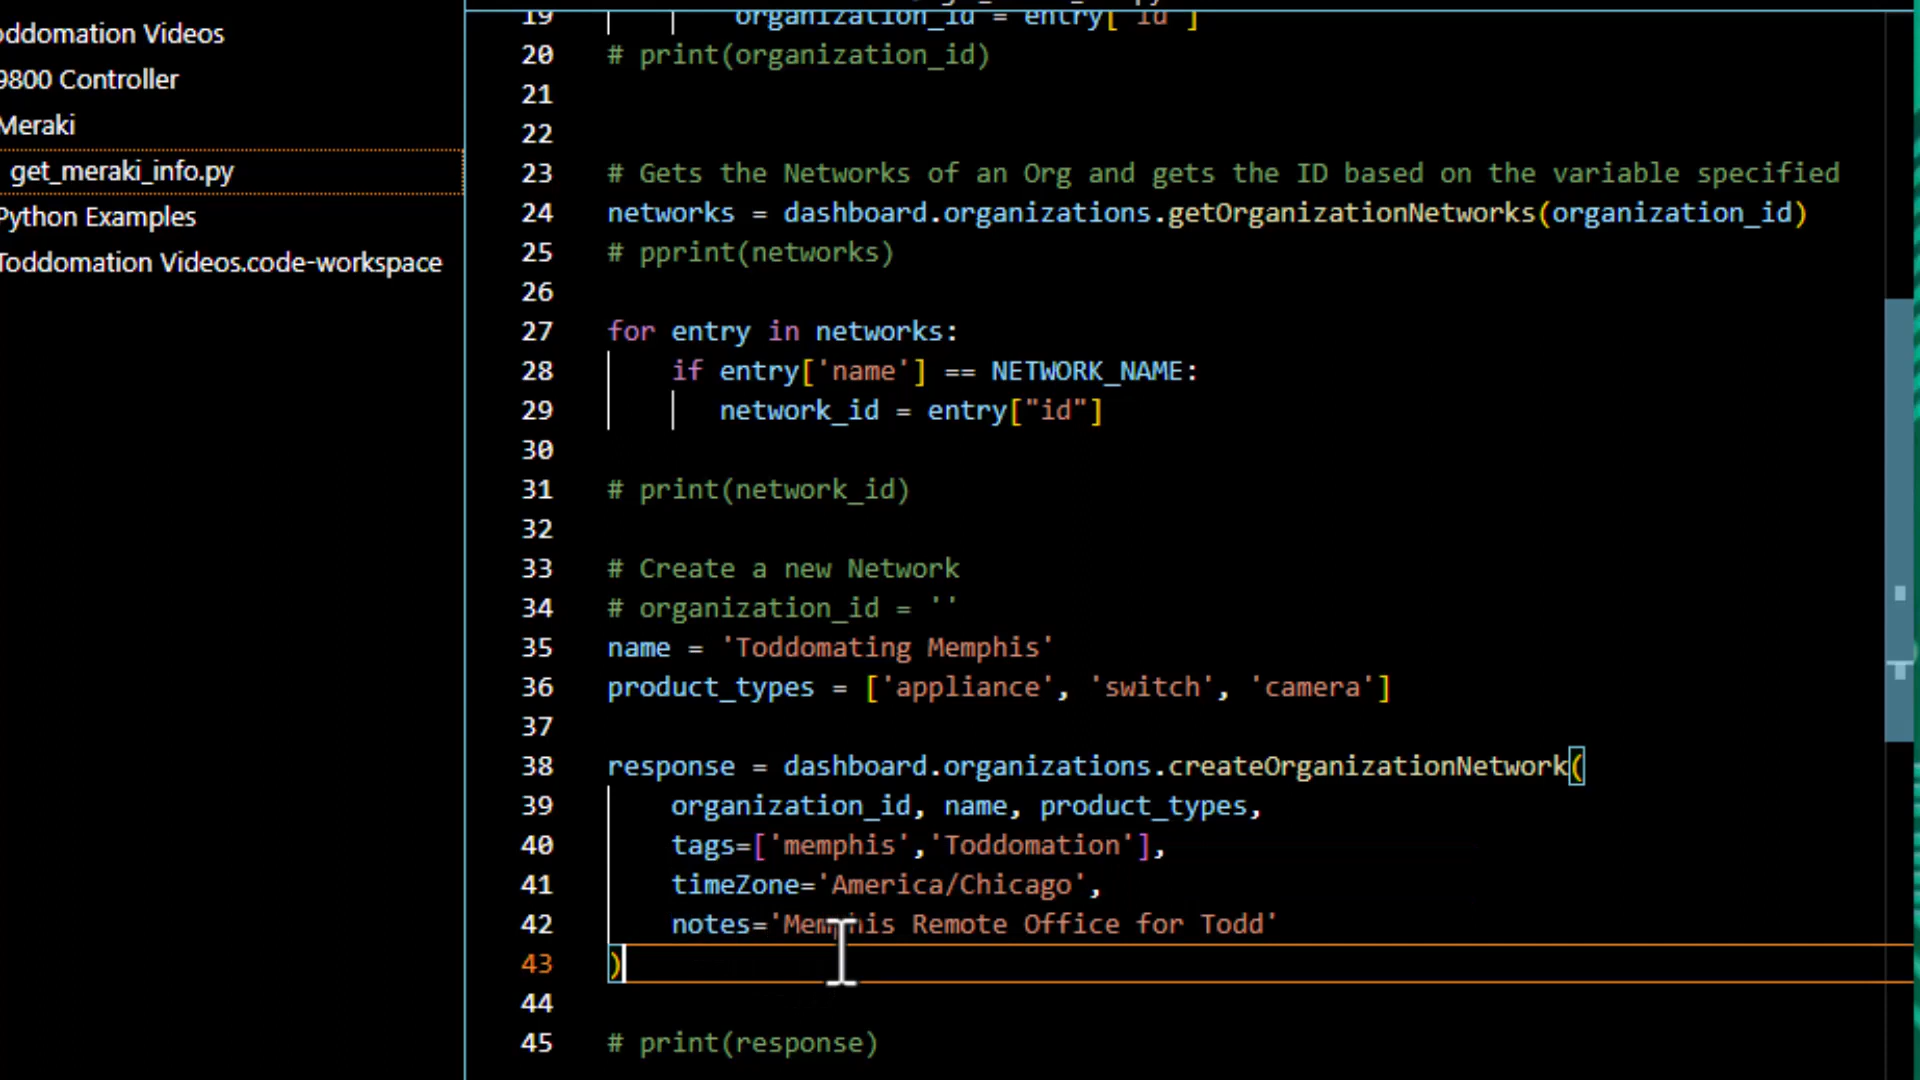 oddomation Videos
9800 Controller
Meraki
get_meraki_info.py
Python Examples
Toddomation Videos.code-workspace
19 organization_id = entry["id"]
20 # print(organization_id)
21
22
23 # Gets the Networks of an Org and gets the ID based on the variable specified
24 networks = dashboard.organizations.getOrganizationNetworks(organization_id)
25 # pprint(networks)
26
27 for entry in networks:
28 if entry['name'] == NETWORK_NAME:
29 network_id = entry["id"]
30
31 # print(network_id)
32
33 # Create a new Network
34 # organization_id = ''
35 name = 'Toddomating Memphis'
36 product_types = ['appliance', 'switch', 'camera']
37
38 response = dashboard.organizations.createOrganizationNetwork(
39 organization_id, name, product_types,
40 tags=['memphis','Toddomation'],
41 timeZone='America/Chicago',
42 notes='Memphis Remote Office for Todd'
43 )
44
45 # print(response)